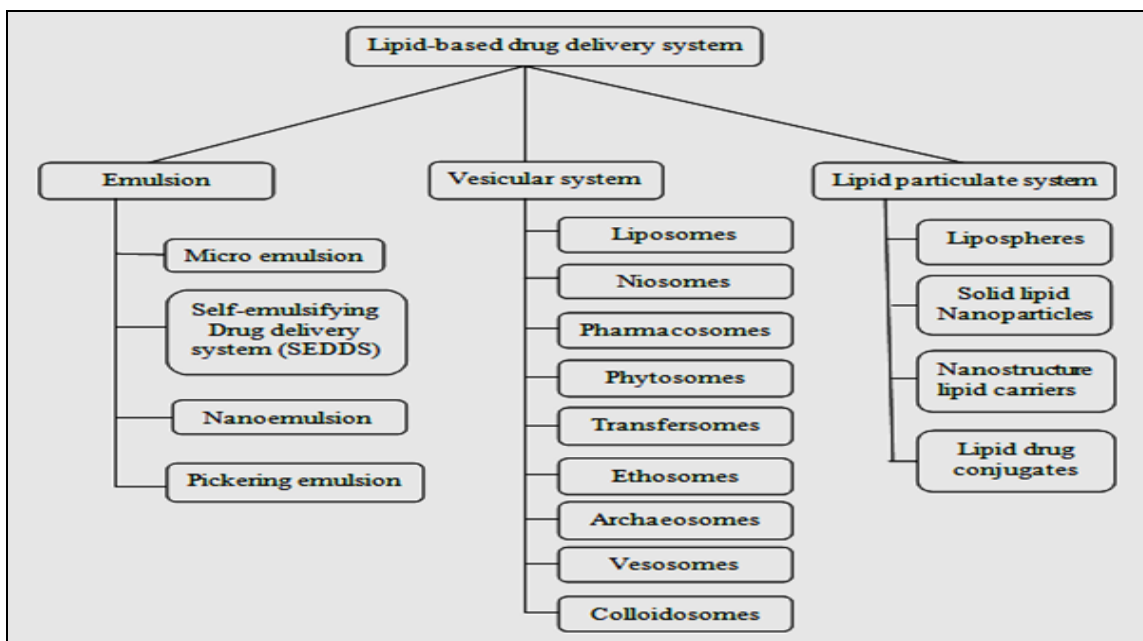 Lipid-based drug delivery system
Emulsion
Vesicular system
Lipid particulate system
Micro emulsion
Self-emulsifying
Drug delivery
system (SEDDS)
Nanoemulsion
Pickering emulsion
Liposomes
Niosomes
Pharmacosomes
Phytosomes
Transfersomes
Ethosomes
Archaeosomes
Vesosomes
Colloidosomes
Lipospheres
Solid lipid
Nanoparticles
Nanostructure
lipid carriers
Lipid drug
conjugates